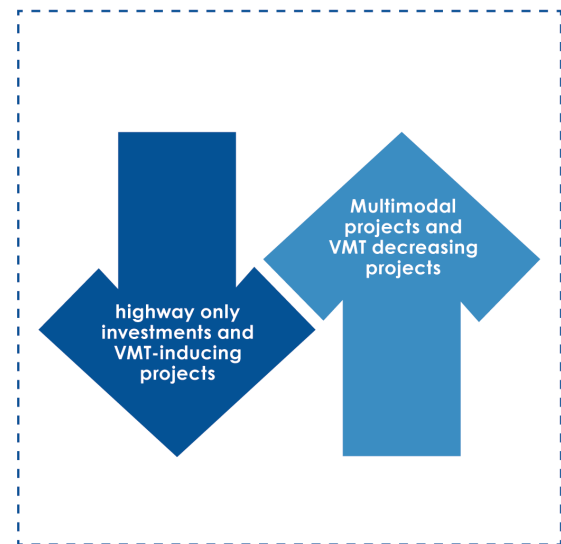 highway only
investments and
VMT-inducing
projects
Multimodal
projects and
VMT decreasing
projects